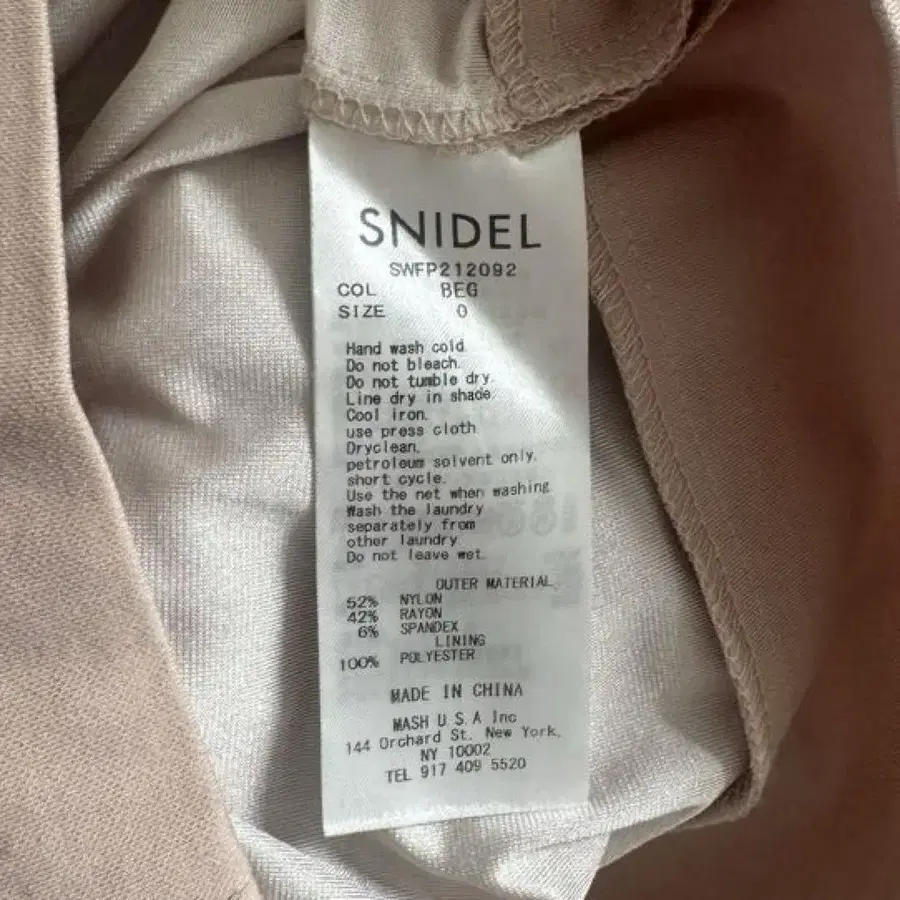 SNIDEL
SWFP212092
COL BEG
SIZE 0
Hand wash cold.
Do not bleach.
Do not tumble dry.
Line dry in shade.
Cool iron.
use press cloth
Dryclean,
petroleum solvent only,
short cycle.
Use the net when washing
Wash the laundry
separately from
other laundry.
Do not leave wet.
OUTER MATERIAL
52% NYLON
42% RAYON
6% SPANDEX
LINING
100% POLYESTER
MADE IN CHINA
MASH U.S.A Inc
144 Orchard St. New York,
NY 10002
TEL 917 409 5520